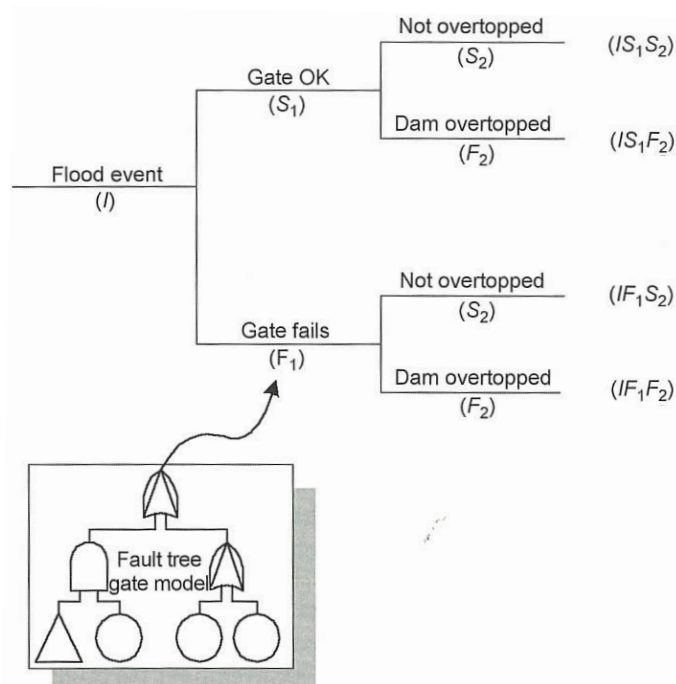 Not overtopped
(S₂)
(IS₁S₂)
Gate OK
(S₁)
Dam overtopped
(F₂)
(IS₁F₂)
Flood event
(I)
Not overtopped
(S₂)
(IF₁S₂)
Gate fails
(F₁)
Dam overtopped
(F₂)
(IF₁F₂)
Fault tree
gate model